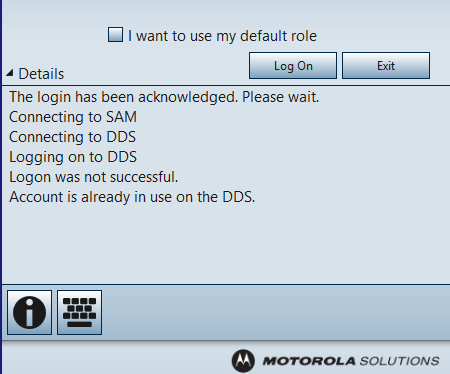 I want to use my default role
Log On Exit
Details
The login has been acknowledged. Please wait.
Connecting to SAM
Connecting to DDS
Logging on to DDS
Logon was not successful.
Account is already in use on the DDS.
MOTOROLA SOLUTIONS